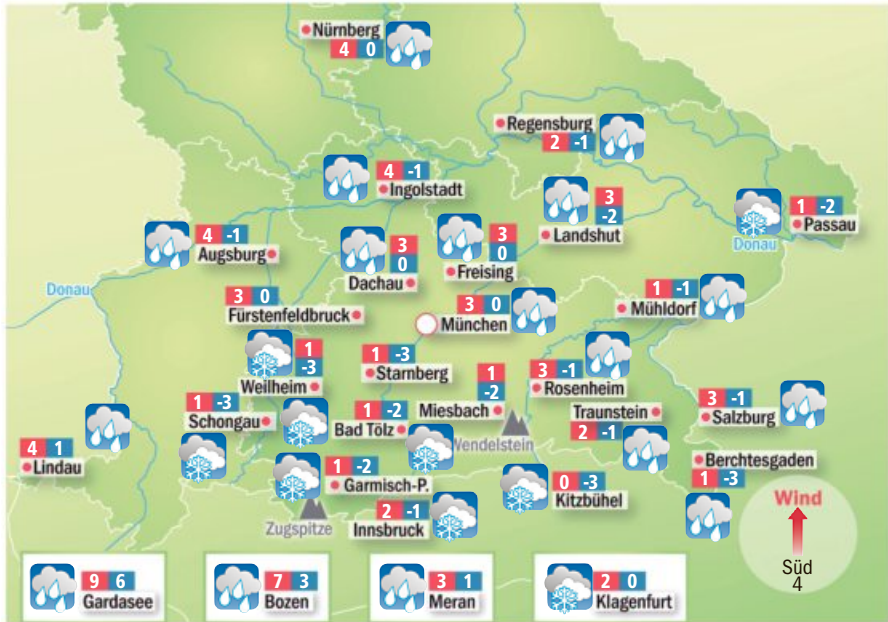 Nürnberg
4 0
Regensburg
2 -1
4 -1
Ingolstadt
3
-2
Landshut
1 -2
Passau
Donau
4 -1
Augsburg
3
0
Dachau
3
0
Freising
Donau
3 0
Fürstenfeldbruck
3 0
München
1 -1
Mühldorf
1
-3
Weilheim
1 -3
Starnberg
1
-2
Miesbach
3 -1
Rosenheim
Traunstein
2 -1
3 -1
Salzburg
1 -3
Schongau
1 -2
Bad Tölz
Wendelstein
4 1
Lindau
1 -2
Garmisch-P.
0 -3
Kitzbühel
Berchtesgaden
1 -3
Zugspitze
2 -1
Innsbruck
Wind
Süd
4
9 6
Gardasee
7 3
Bozen
3 1
Meran
2 0
Klagenfurt